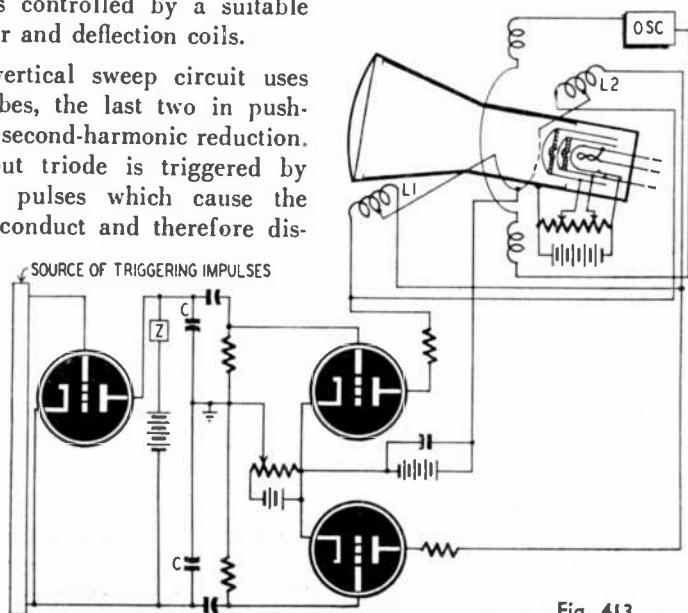 s controlled by a suitable
r and deflection coils.
vertical sweep circuit uses
bes, the last two in push-
second-harmonic reduction.
out triode is triggered by
pulses which cause the
conduct and therefore dis-
SOURCE OF TRIGGERING IMPULSES
OSC
L2
L1
C
Z
C
Fig. 413